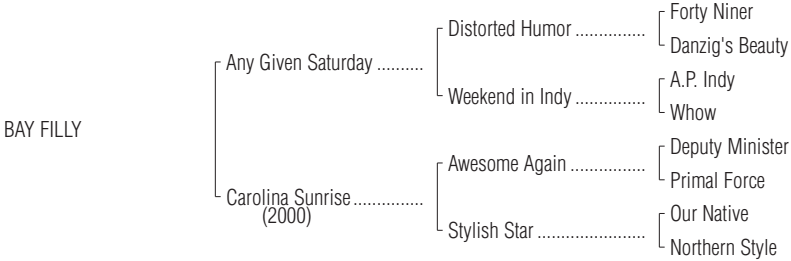 Forty Niner
Distorted Humor ...............
Danzig's Beauty
Any Given Saturday ..........
A.P. Indy
Weekend in Indy ...............
Whow
BAY FILLY
Deputy Minister
Awesome Again ................
Primal Force
Carolina Sunrise ...............
(2000)
Our Native
Stylish Star .......................
Northern Style